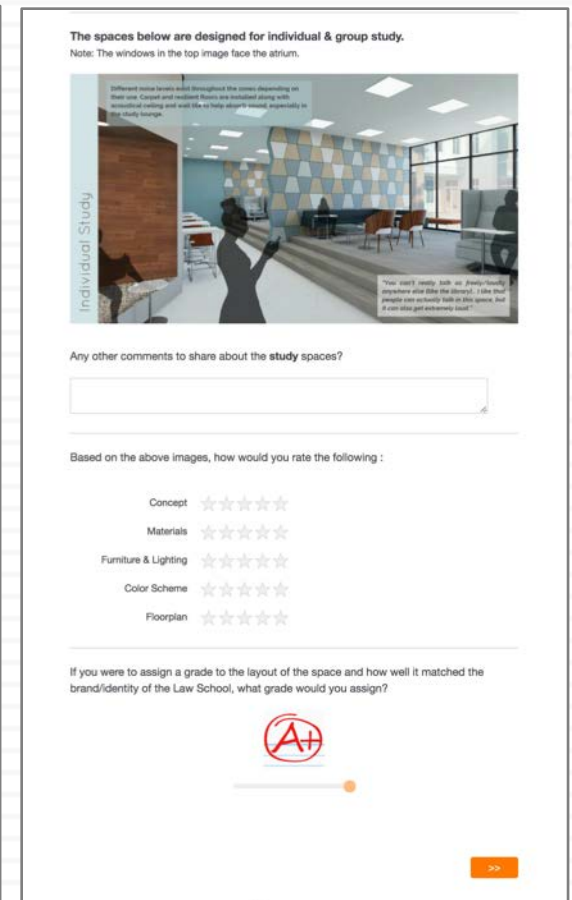 The spaces below are designed for individual & group study.
Note: The windows in the top image face the atrium.
Different noise levels exist throughout the zones depending on
their use. Carpet and resilient floors are installed along with
acoustical ceiling and wall tile to help absorb sound, especially in
the study lounge.
Individual Study
"You can't really talk as freely/loudly
anywhere else (like the library).. I like that
people can actually talk in this space, but
it can also get extremely loud."
Any other comments to share about the study spaces?
Based on the above images, how would you rate the following :
Concept
Materials
Furniture & Lighting
Color Scheme
Floorplan
If you were to assign a grade to the layout of the space and how well it matched the
brand/identity of the Law School, what grade would you assign?
A+
>>